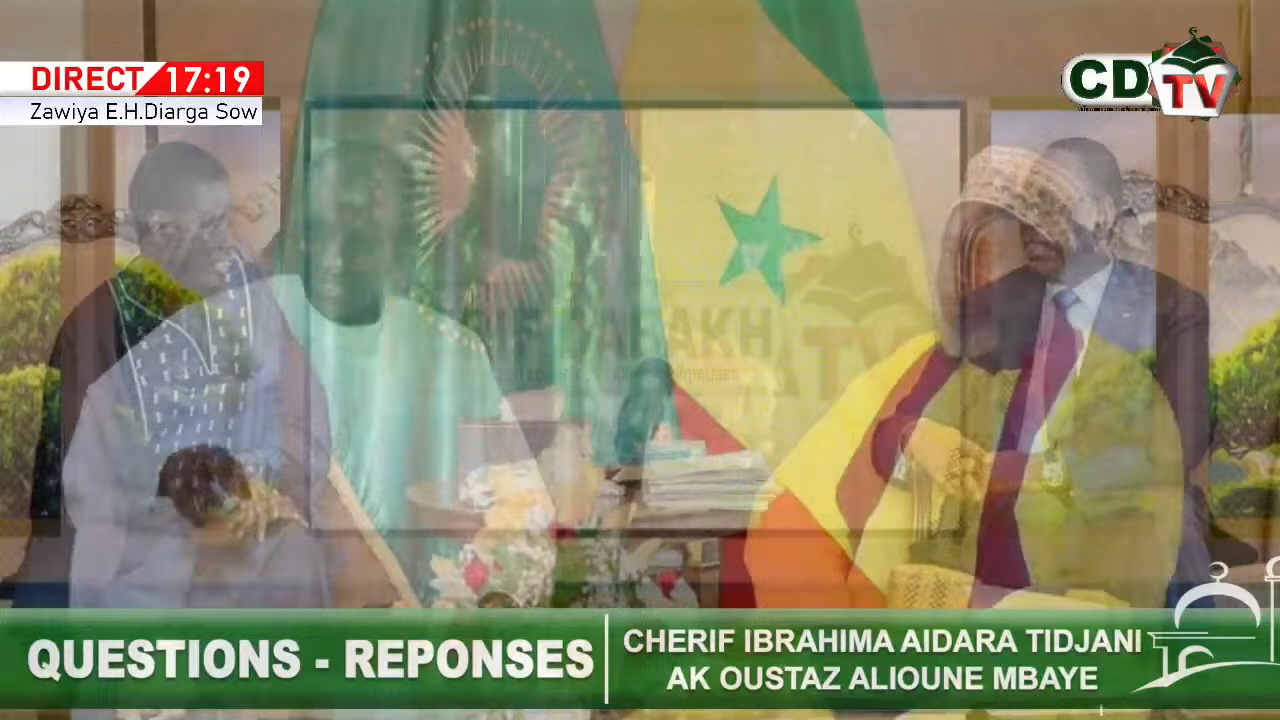 DIRECT 17:19
Zawiya E.H.Diarga Sow
CDTV
QUESTIONS - REPONSES
CHERIF IBRAHIMA AIDARA TIDJANI
AK OUSTAZ ALIOUNE MBAYE